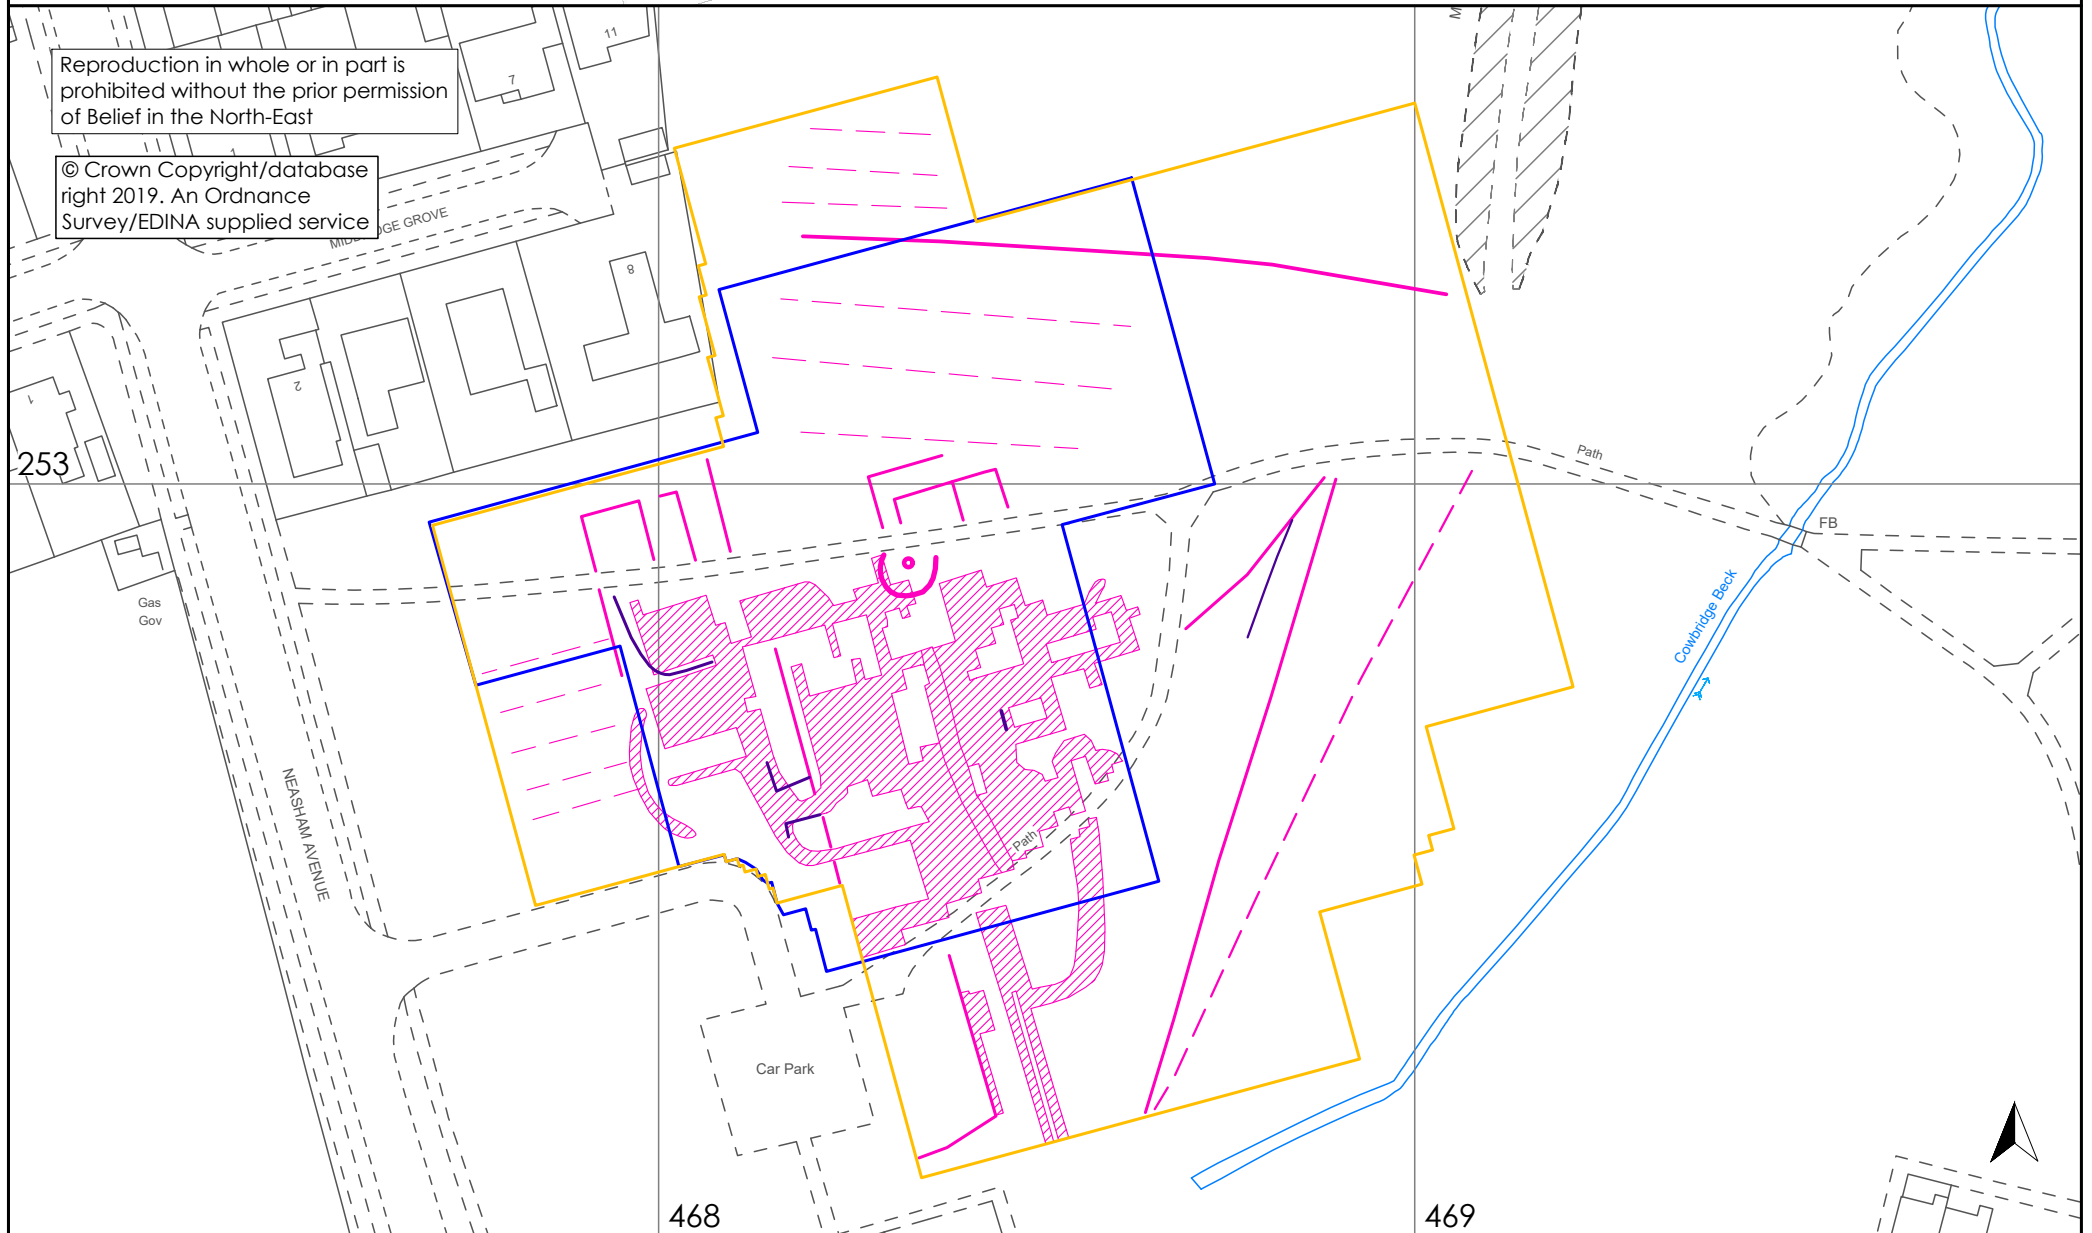 M
11
7
Reproduction in whole or in part is
prohibited without the prior permission
of Belief in the North-East
1
© Crown Copyright/database
right 2019. An Ordnance
Survey/EDINA supplied service
8
2
1
253
Path
FB
Gas
Gov
Cowbridge Beck
NEASHAM AVENUE
Path
Car Park
468
469